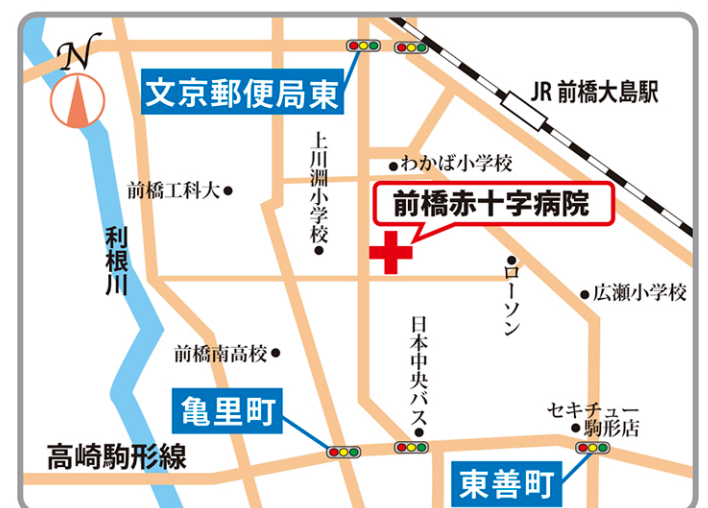 N
文京郵便局東
JR 前橋大島駅
上川淵小学校
わかば小学校
前橋工科大
前橋赤十字病院
利根川
ローソン
広瀬小学校
日本中央バス
前橋南高校
亀里町
セキチュー
駒形店
高崎駒形線
東善町